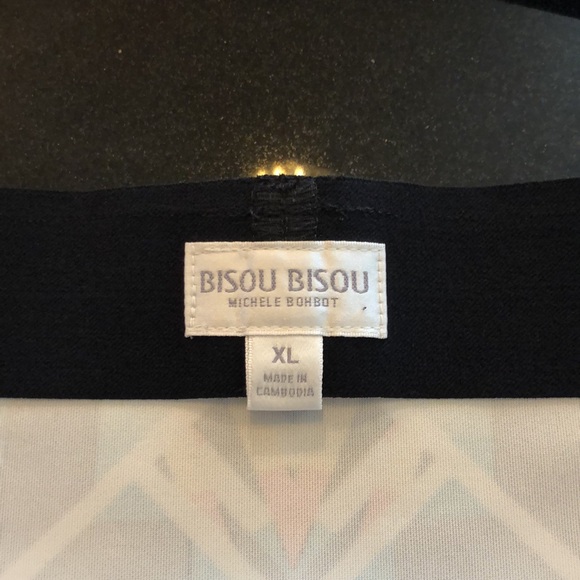 BISOU BISOU
MICHELE BOHBOT
XL
MADE IN
CAMBODIA